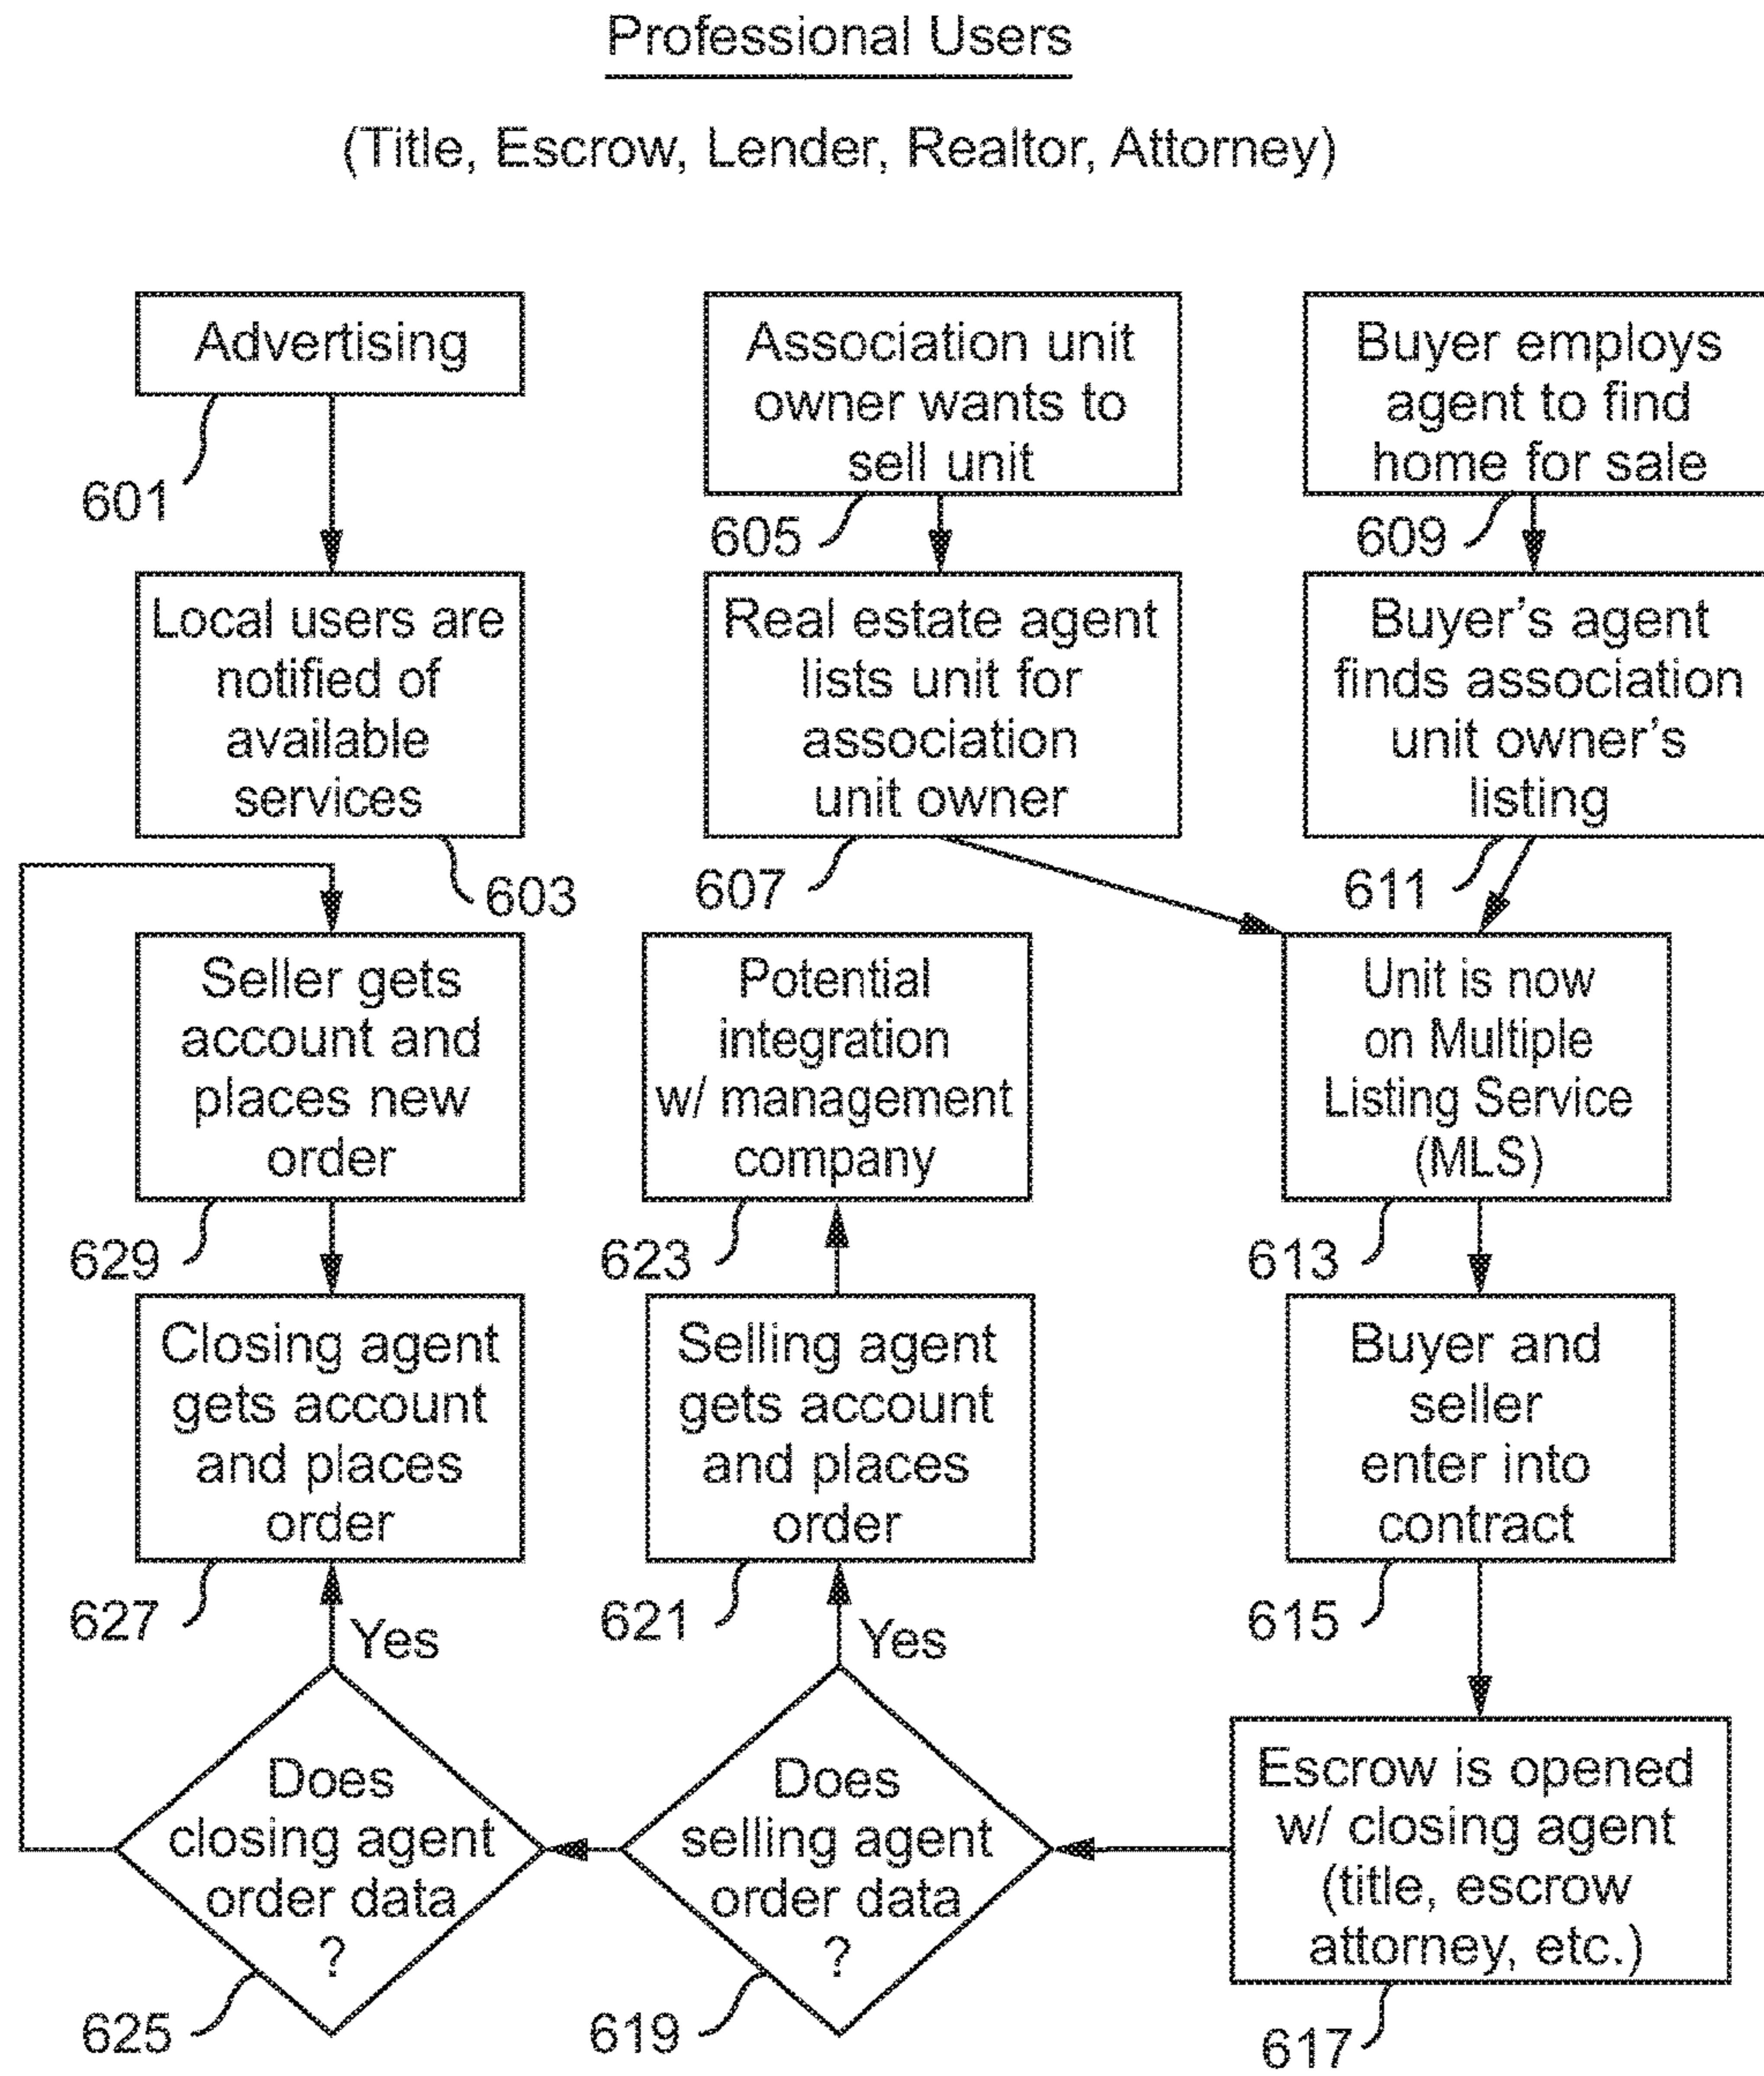 Professional Users
(Title, Escrow, Lender, Realtor, Attorney)
Advertising
601
Association unit
owner wants to
sell unit
605
Buyer employs
agent to find
home for sale
609
Local users are
notified of
available
services
603
Real estate agent
lists unit for
association
unit owner
607
Buyer’s agent
finds association
unit owner’s
listing
611
Seller gets
account and
places new
order
629
Potential
integration
w/ management
company
623
Unit is now
on Multiple
Listing Service
(MLS)
613
Closing agent
gets account
and places
order
627
Selling agent
gets account
and places
order
621
Buyer and
seller
enter into
contract
615
Yes
Yes
Does
closing agent
order data
?
625
Does
selling agent
order data
?
619
Escrow is opened
w/ closing agent
(title, escrow
attorney, etc.)
617